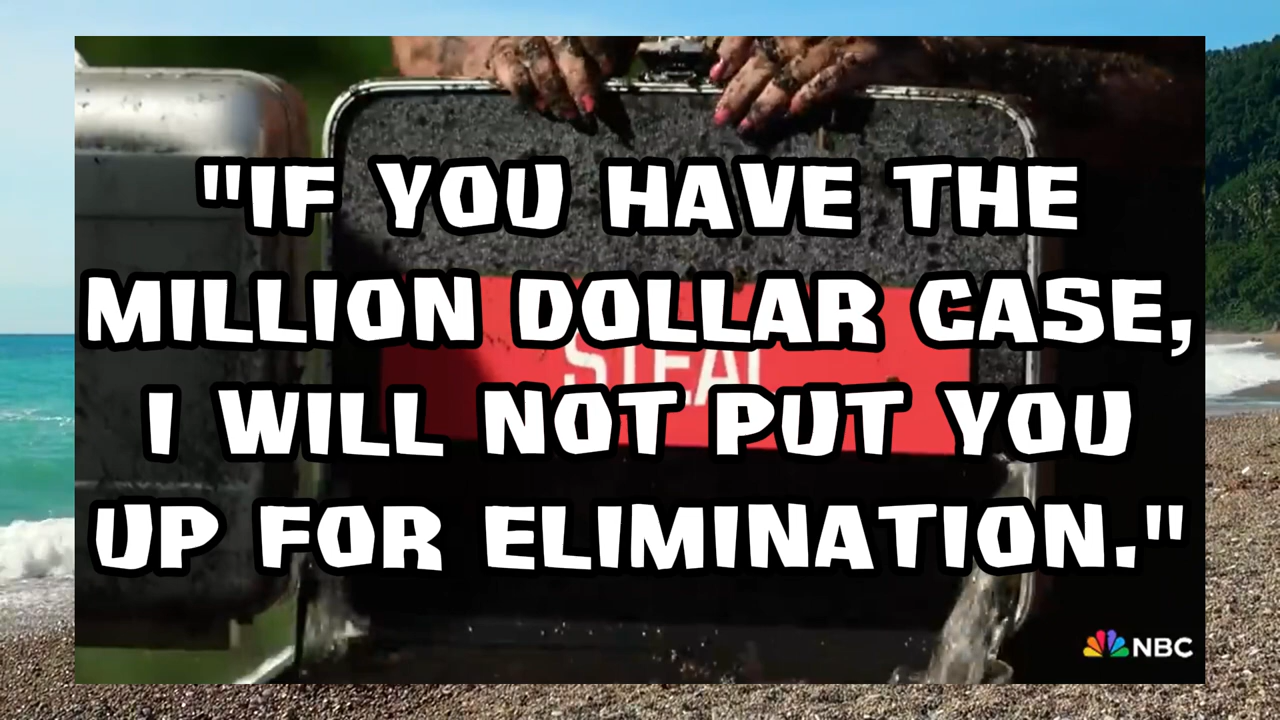 "IF YOU HAVE THE
MILLION DOLLAR CASE,
STEAL
I WILL NOT PUT YOU
UP FOR ELIMINATION."
NBC